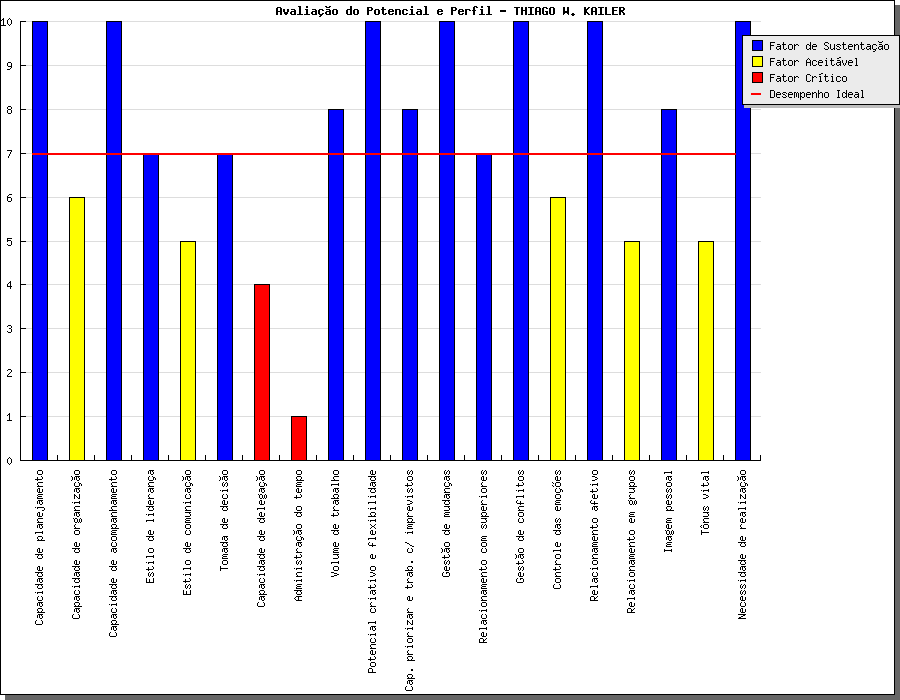 Avaliação do Potencial e Perfil - THIAGO W. KAILER
Fator de Sustentação
Fator Aceitável
Fator Crítico
Desempenho Ideal
10
9
8
7
6
5
4
3
2
1
0
Capacidade de planejamento
Capacidade de organização
Capacidade de acompanhamento
Estilo de liderança
Estilo de comunicação
Tomada de decisão
Capacidade de delegação
Administração do tempo
Volume de trabalho
Potencial criativo e flexibilidade
Cap. priorizar e trab. c/ imprevistos
Gestão de mudanças
Relacionamento com superiores
Gestão de conflitos
Controle das emoções
Relacionamento afetivo
Relacionamento em grupos
Imagem pessoal
Tônus vital
Necessidade de realização